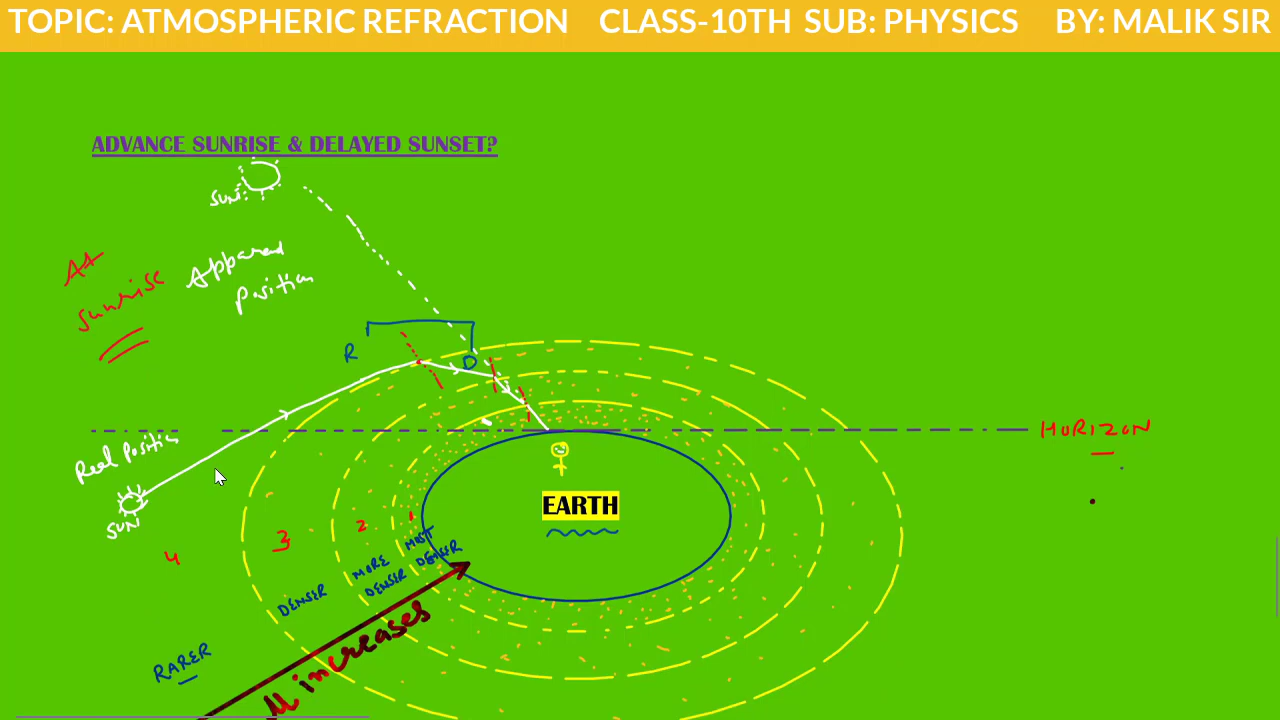 TOPIC: ATMOSPHERIC REFRACTION CLASS-10TH SUB: PHYSICS BY: MALIK SIR
ADVANCE SUNRISE & DELAYED SUNSET?
SUN
At
sunrise
Apparent
position
R
D
HORIZON
Real position
SUN
EARTH
1
2
3
4
MOST
DENSER
MORE
DENSER
DENSER
RARER
μ increases